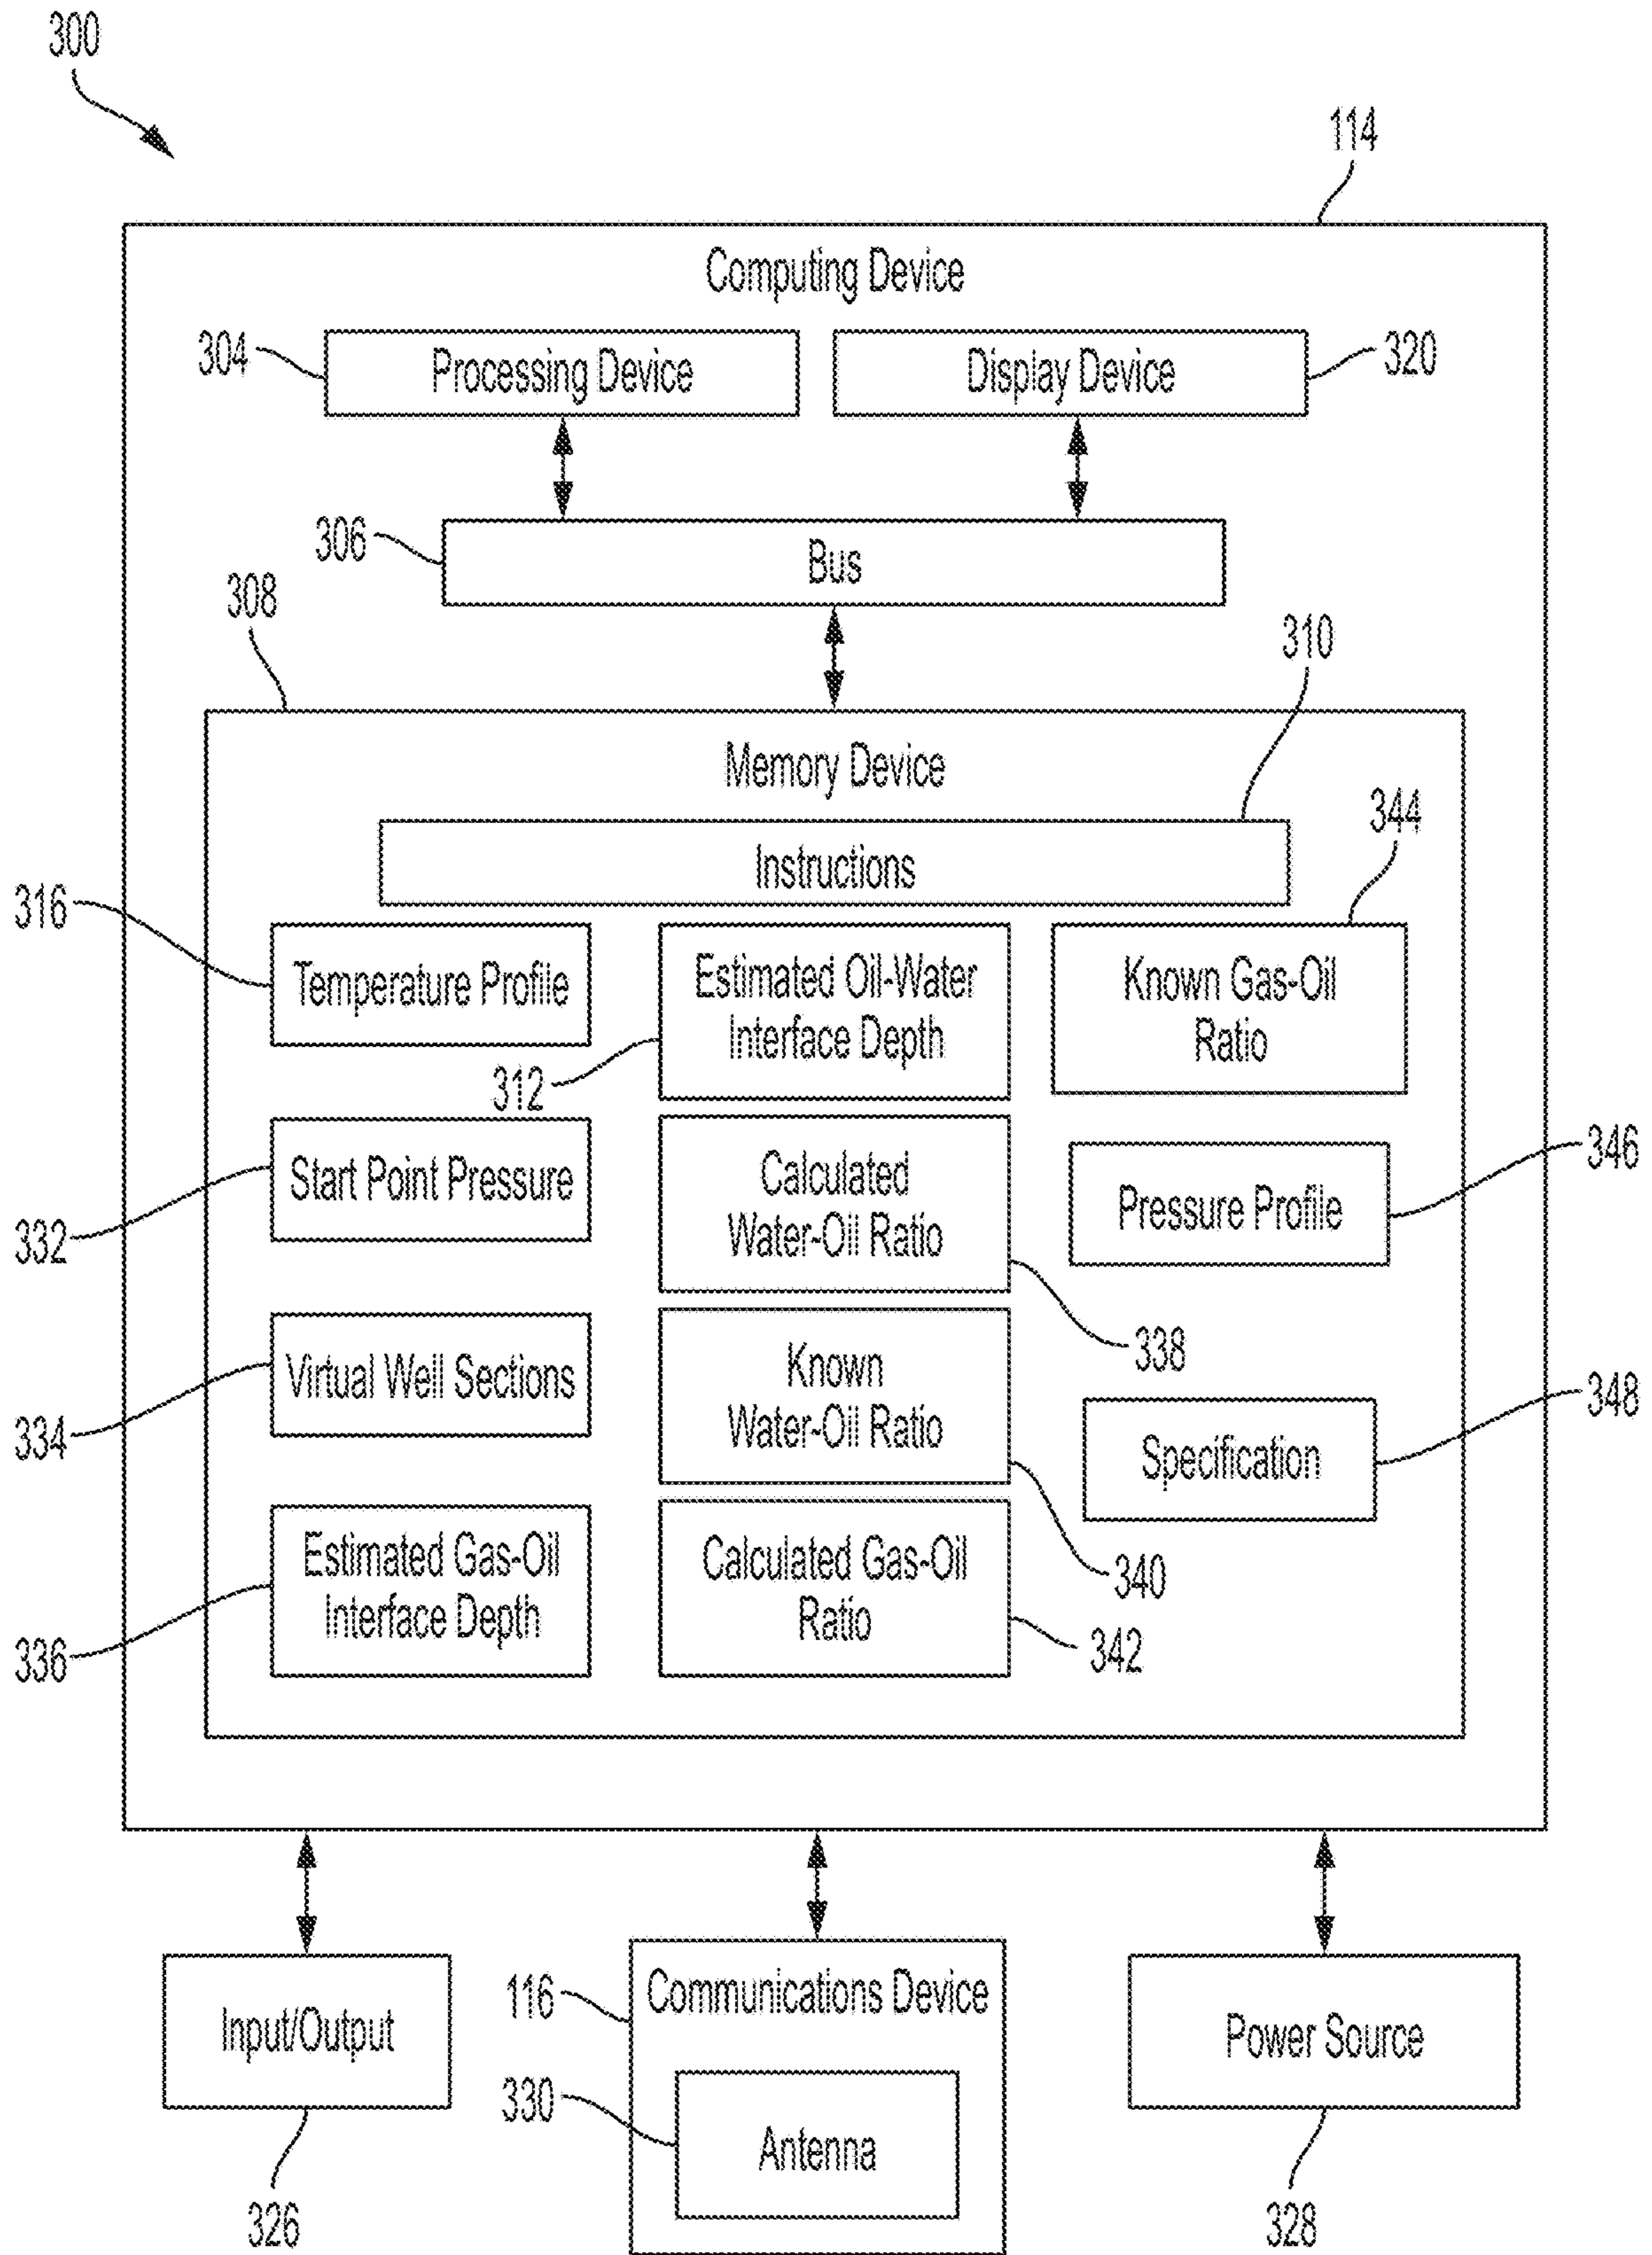 300
114
Computing Device
304
Processing Device
Display Device
320
306
Bus
308
310
Memory Device
344
Instructions
316
Temperature Profile
Estimated Oil-Water
Interface Depth
Known Gas-Oil
Ratio
312
332
Start Point Pressure
Calculated
Water-Oil Ratio
Pressure Profile
346
338
334
Virtual Well Sections
Known
Water-Oil Ratio
Specification
348
340
336
Estimated Gas-Oil
Interface Depth
Calculated Gas-Oil
Ratio
342
Input/Output
116
Communications Device
Power Source
330
Antenna
326
328